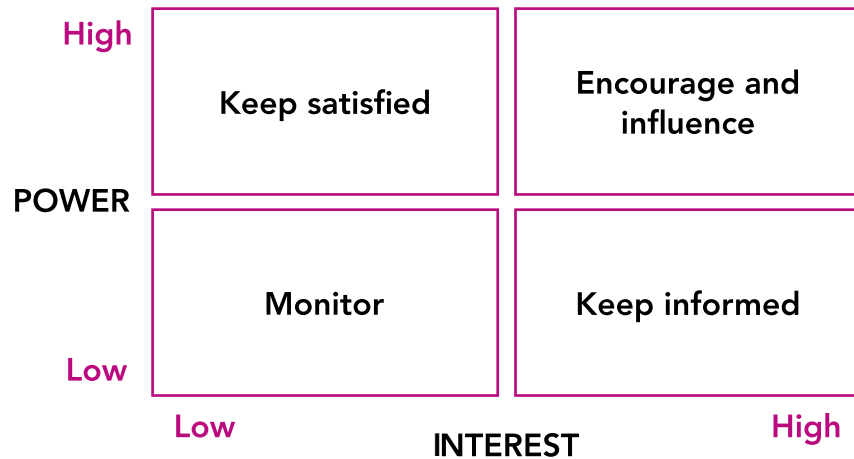 High
Keep satisfied
Encourage and
influence
POWER
Monitor
Keep informed
Low
Low
INTEREST
High